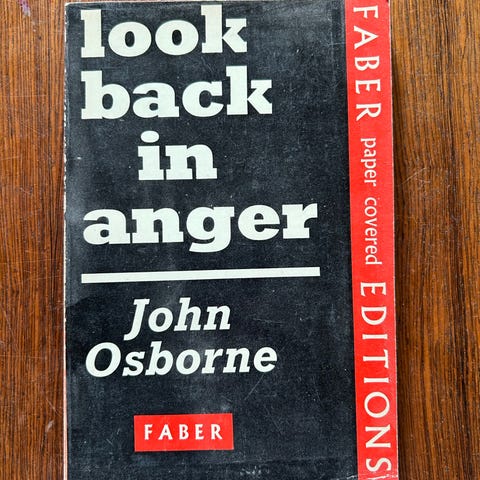 look
back
in
anger
John
Osborne
FABER
FABER paper covered EDITIONS